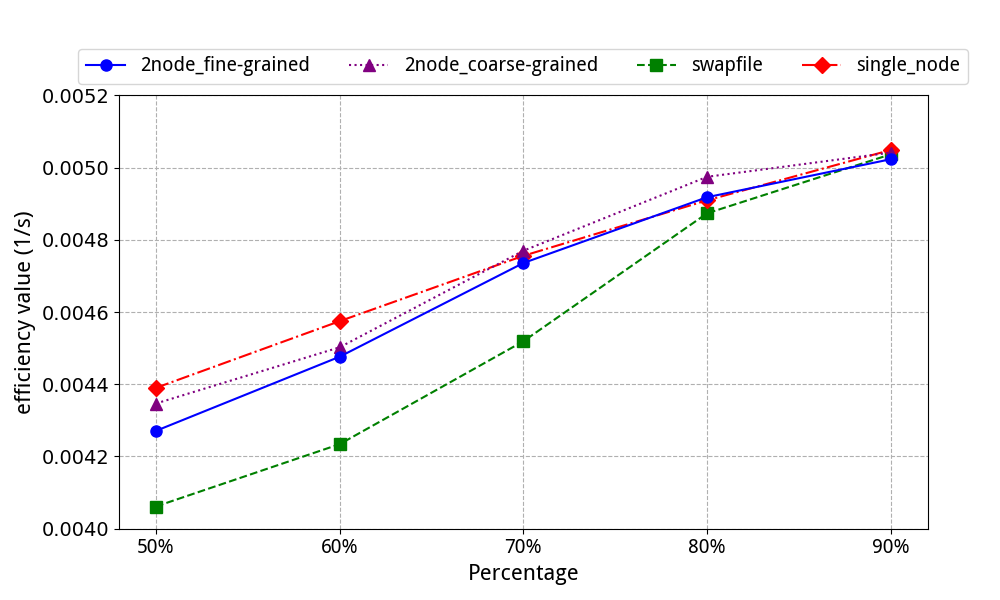 2node_fine-grained 2node_coarse-grained swapfile single_node
0.0052
0.0050
0.0048
0.0046
0.0044
0.0042
0.0040
efficiency value (1/s)
50% 60% 70% 80% 90%
Percentage